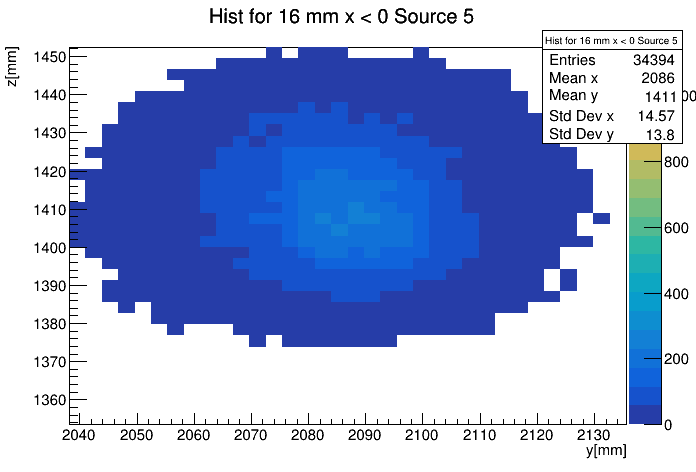 Hist for 16 mm x < 0 Source 5
Hist for 16 mm x < 0 Source 5
Entries 34394
Mean x 2086
Mean y 1411
Std Dev x 14.57
Std Dev y 13.8
z[mm]
1450
1440
1430
1420
1410
1400
1390
1380
1370
1360
800
600
400
200
0
2040 2050 2060 2070 2080 2090 2100 2110 2120 2130
y[mm]